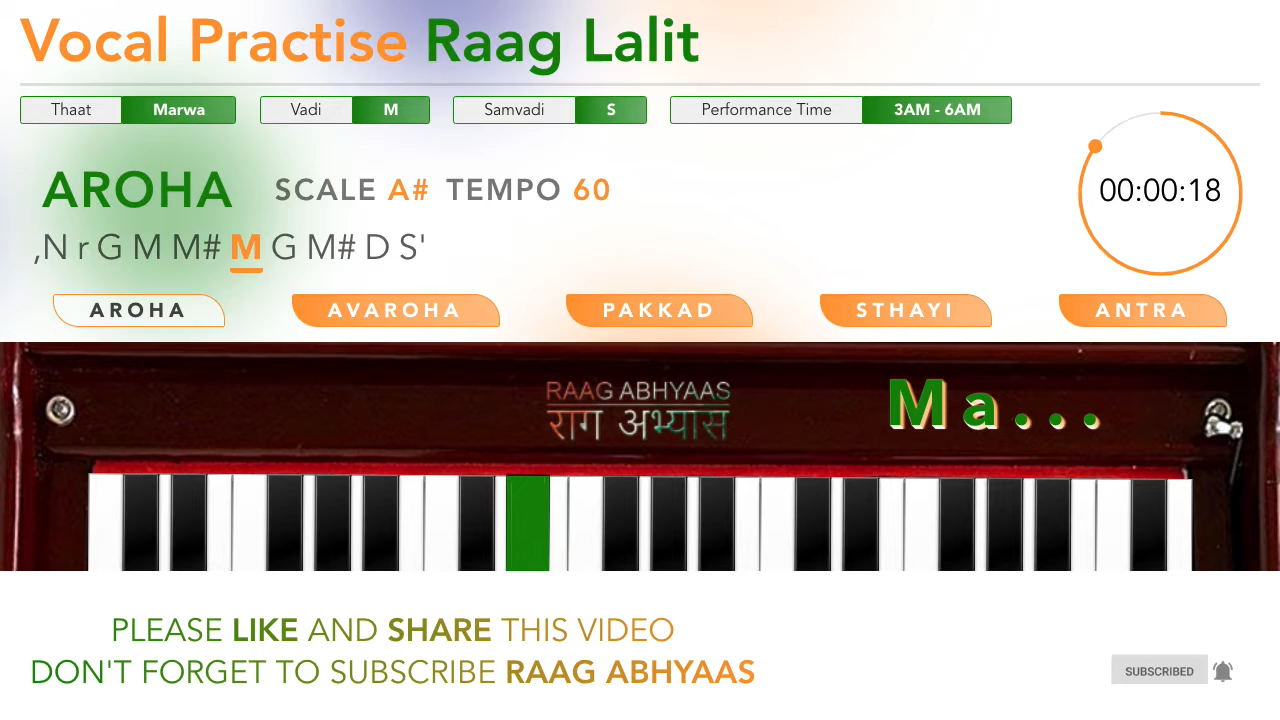 Vocal Practise Raag Lalit
Thaat Marwa Vadi M Samvadi S Performance Time 3AM - 6AM
00:00:18
AROHA SCALE A# TEMPO 60
,N r G M M# M G M# D S'
AROHA AVAROHA PAKKAD STHAYI ANTRA
RAAG ABHYAAS
राग अभ्यास
Ma...
PLEASE LIKE AND SHARE THIS VIDEO
DON'T FORGET TO SUBSCRIBE RAAG ABHYAAS
SUBSCRIBED